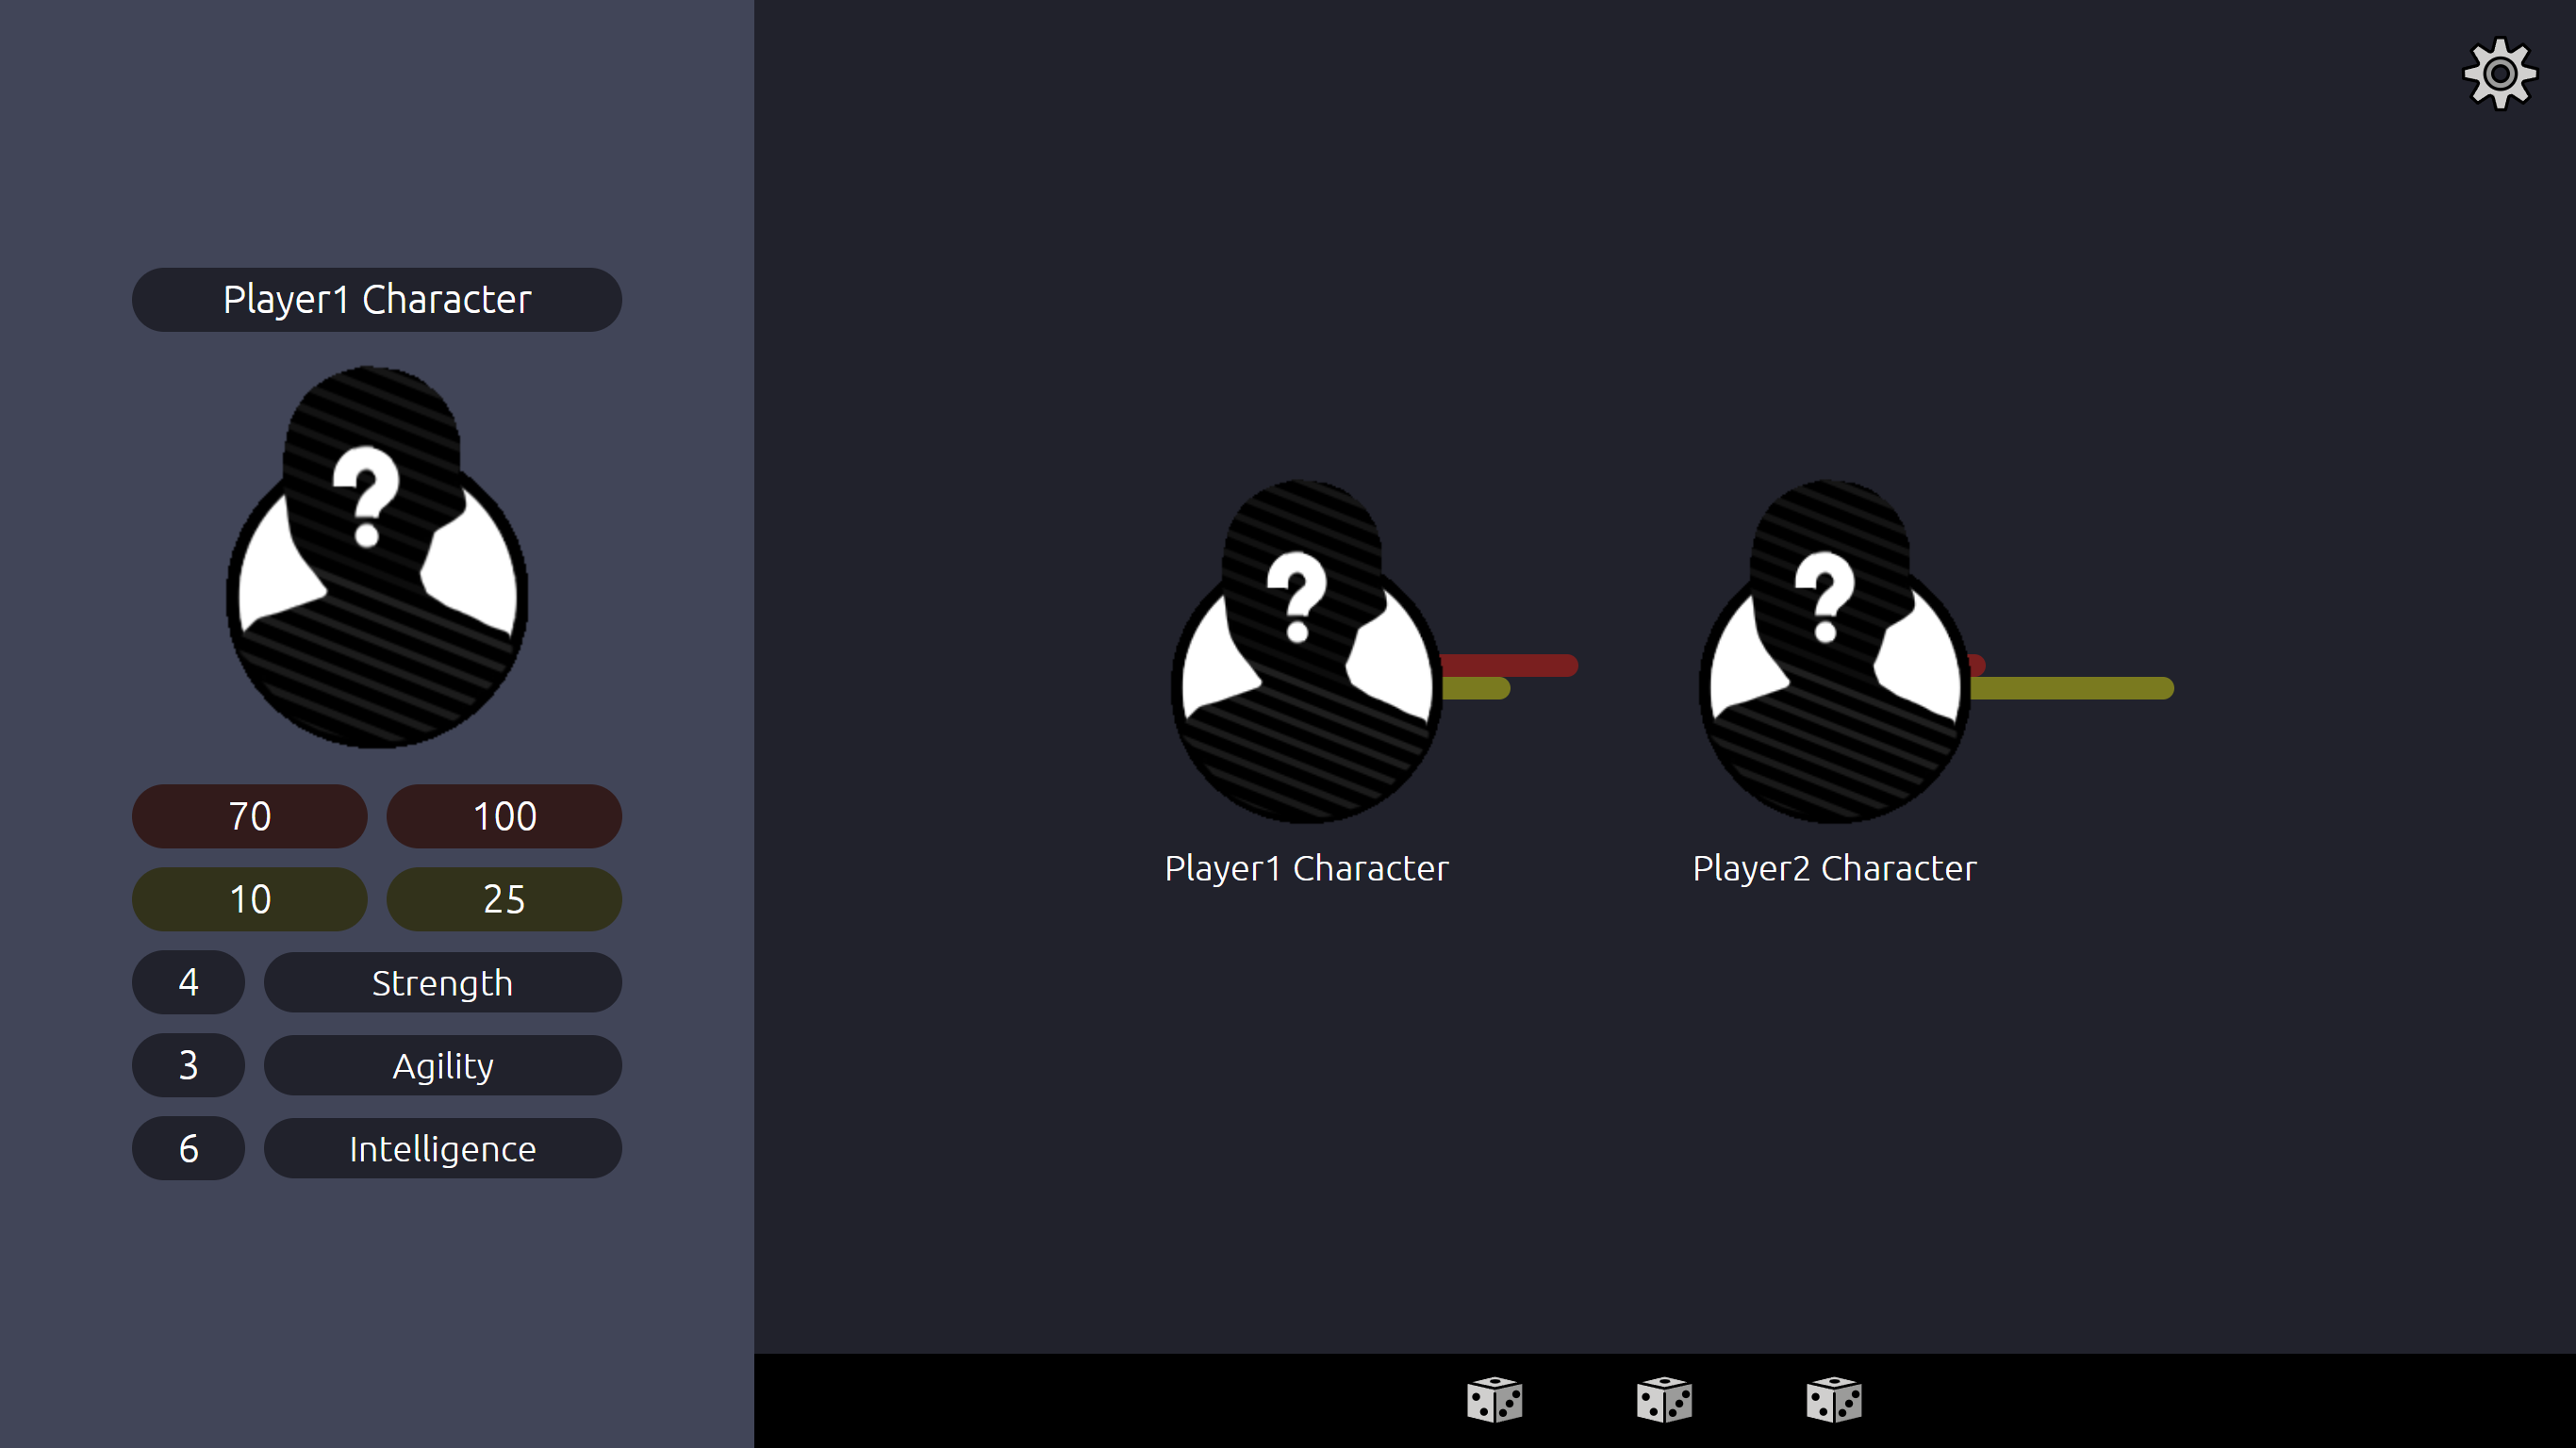 Player1 Character
?
70 100
10 25
4 Strength
3 Agility
6 Intelligence
? ?
Player1 Character Player2 Character